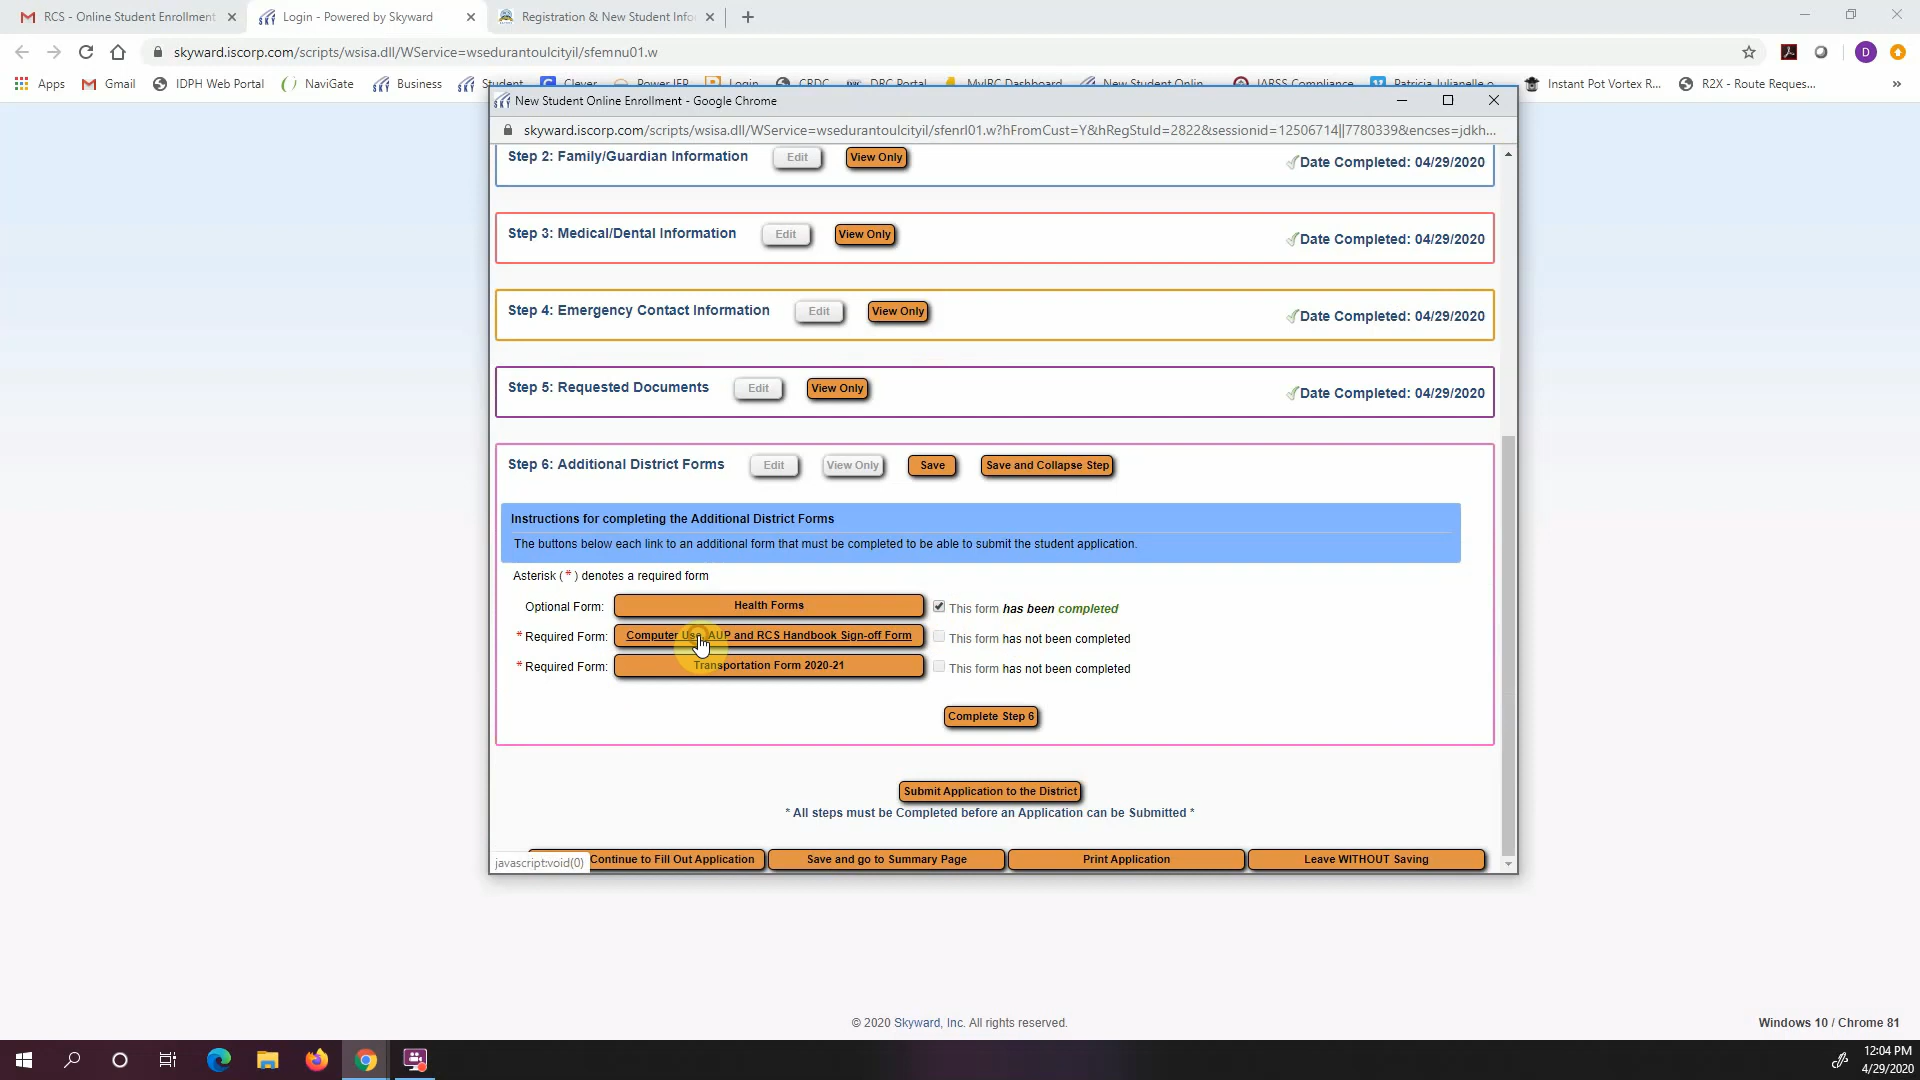 RCS - Online Student Enrollment
Login - Powered by Skyward
Registration & New Student Info
skyward.iscorp.com/scripts/wsisa.dll/WService=wsedurantoulcityil/sfemnu01.w
D
Apps
Gmail
IDPH Web Portal
NaviGate
Business
Student
Clever
Power IEP
Login
CRDC
DRC Portal
MyIRC Dashboard
New Student Onlin
IARSS Compliance
Patricia Julianelle
Instant Pot Vortex R...
R2X - Route Reques...
»
New Student Online Enrollment - Google Chrome
skyward.iscorp.com/scripts/wsisa.dll/WService=wsedurantoulcityil/sfenrl01.w?hFromCust=Y&hRegStuId=2822&sessionid=12506714||7780339&encses=jdkh...
Step 2: Family/Guardian Information Edit View Only Date Completed: 04/29/2020
Step 3: Medical/Dental Information Edit View Only Date Completed: 04/29/2020
Step 4: Emergency Contact Information Edit View Only Date Completed: 04/29/2020
Step 5: Requested Documents Edit View Only Date Completed: 04/29/2020
Step 6: Additional District Forms Edit View Only Save Save and Collapse Step
Instructions for completing the Additional District Forms
The buttons below each link to an additional form that must be completed to be able to submit the student application.
Asterisk ( * ) denotes a required form
Optional Form: Health Forms This form has been completed
* Required Form: Computer Use, AUP and RCS Handbook Sign-off Form This form has not been completed
* Required Form: Transportation Form 2020-21 This form has not been completed
Complete Step 6
Submit Application to the District
* All steps must be Completed before an Application can be Submitted *
javascript:void(0)
Continue to Fill Out Application Save and go to Summary Page Print Application Leave WITHOUT Saving
© 2020 Skyward, Inc. All rights reserved.
Windows 10 / Chrome 81
12:04 PM
4/29/2020